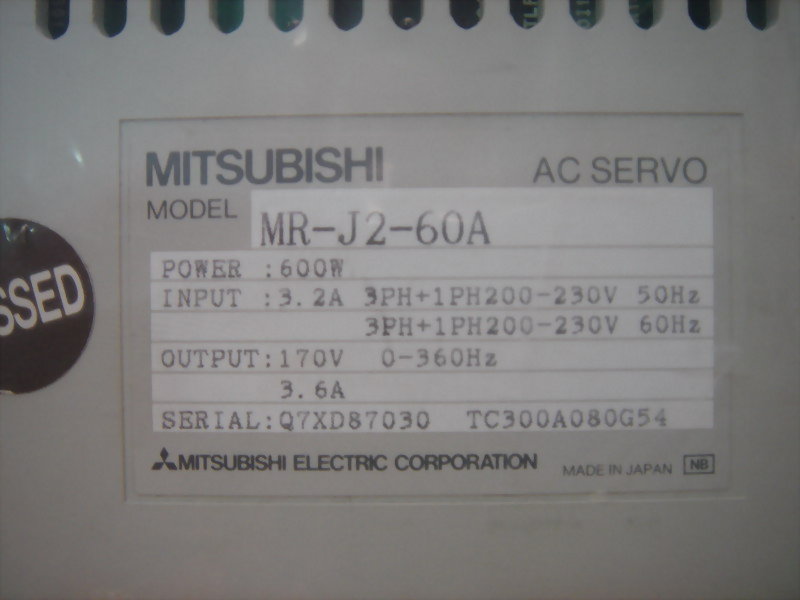 MITSUBISHI AC SERVO
MODEL MR-J2-60A
POWER :600W
INPUT :3.2A 3PH+1PH200-230V 50Hz
3PH+1PH200-230V 60Hz
OUTPUT:170V 0-360Hz
3.6A
SERIAL:Q7XD87030 TC300A080G54
MITSUBISHI ELECTRIC CORPORATION MADE IN JAPAN NB
SSED